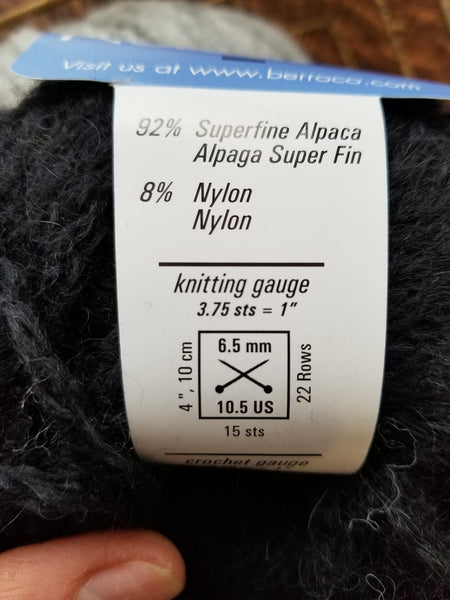 Visit us at www.berroco.com
92% Superfine Alpaca
Alpaga Super Fin
8% Nylon
Nylon
knitting gauge
3.75 sts = 1"
4", 10 cm
6.5 mm
10.5 US
22 Rows
15 sts
crochet gauge